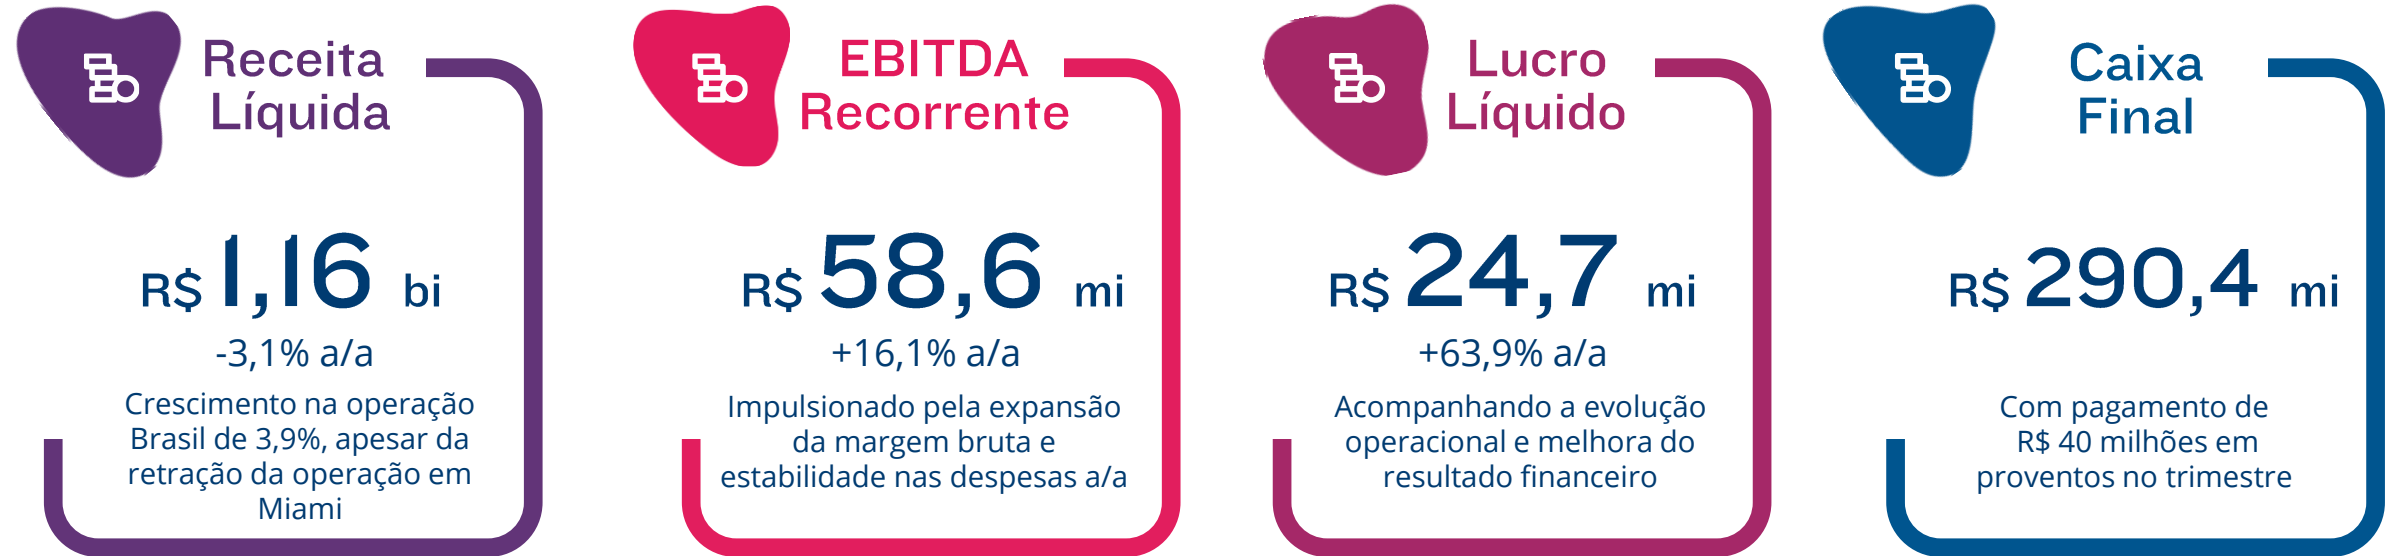 Receita
Líquida
R$ 1,16 bi
-3,1% a/a
Crescimento na operação
Brasil de 3,9%, apesar da
retração da operação em
Miami
EBITDA
Recorrente
R$ 58,6 mi
+16,1% a/a
Impulsionado pela expansão
da margem bruta e
estabilidade nas despesas a/a
Lucro
Líquido
R$ 24,7 mi
+63,9% a/a
Acompanhando a evolução
operacional e melhora do
resultado financeiro
Caixa
Final
R$ 290,4 mi
Com pagamento de
R$ 40 milhões em
proventos no trimestre